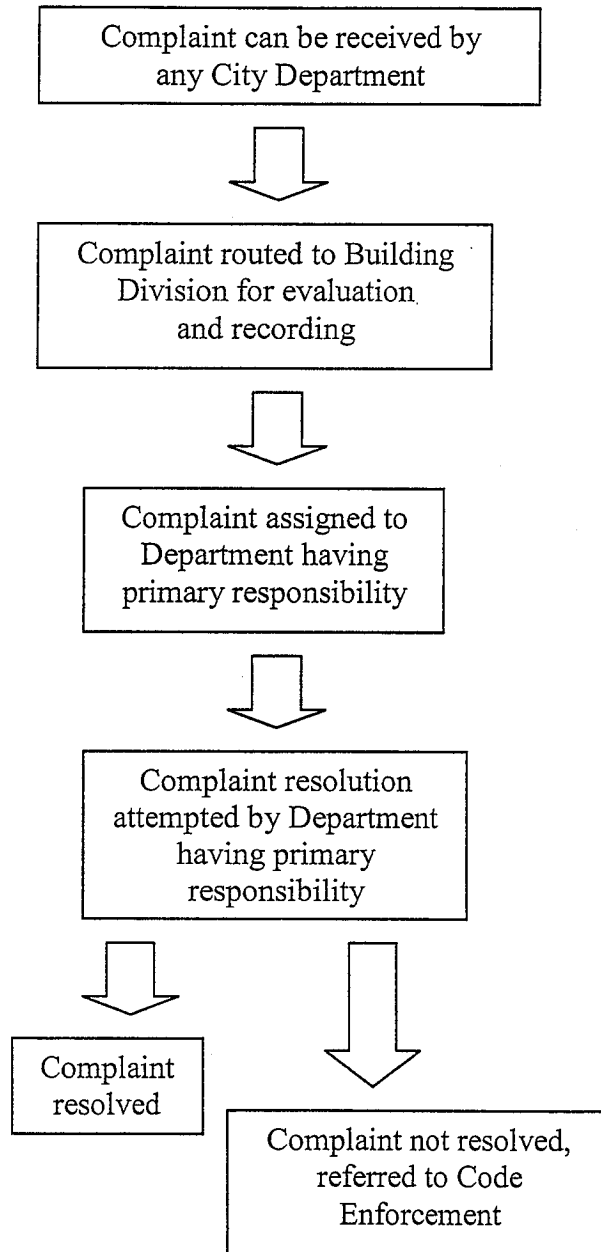 Complaint can be received by
any City Department
Complaint routed to Building
Division for evaluation
and recording
Complaint assigned to
Department having
primary responsibility
Complaint resolution
attempted by Department
having primary
responsibility
Complaint
resolved
Complaint not resolved,
referred to Code
Enforcement